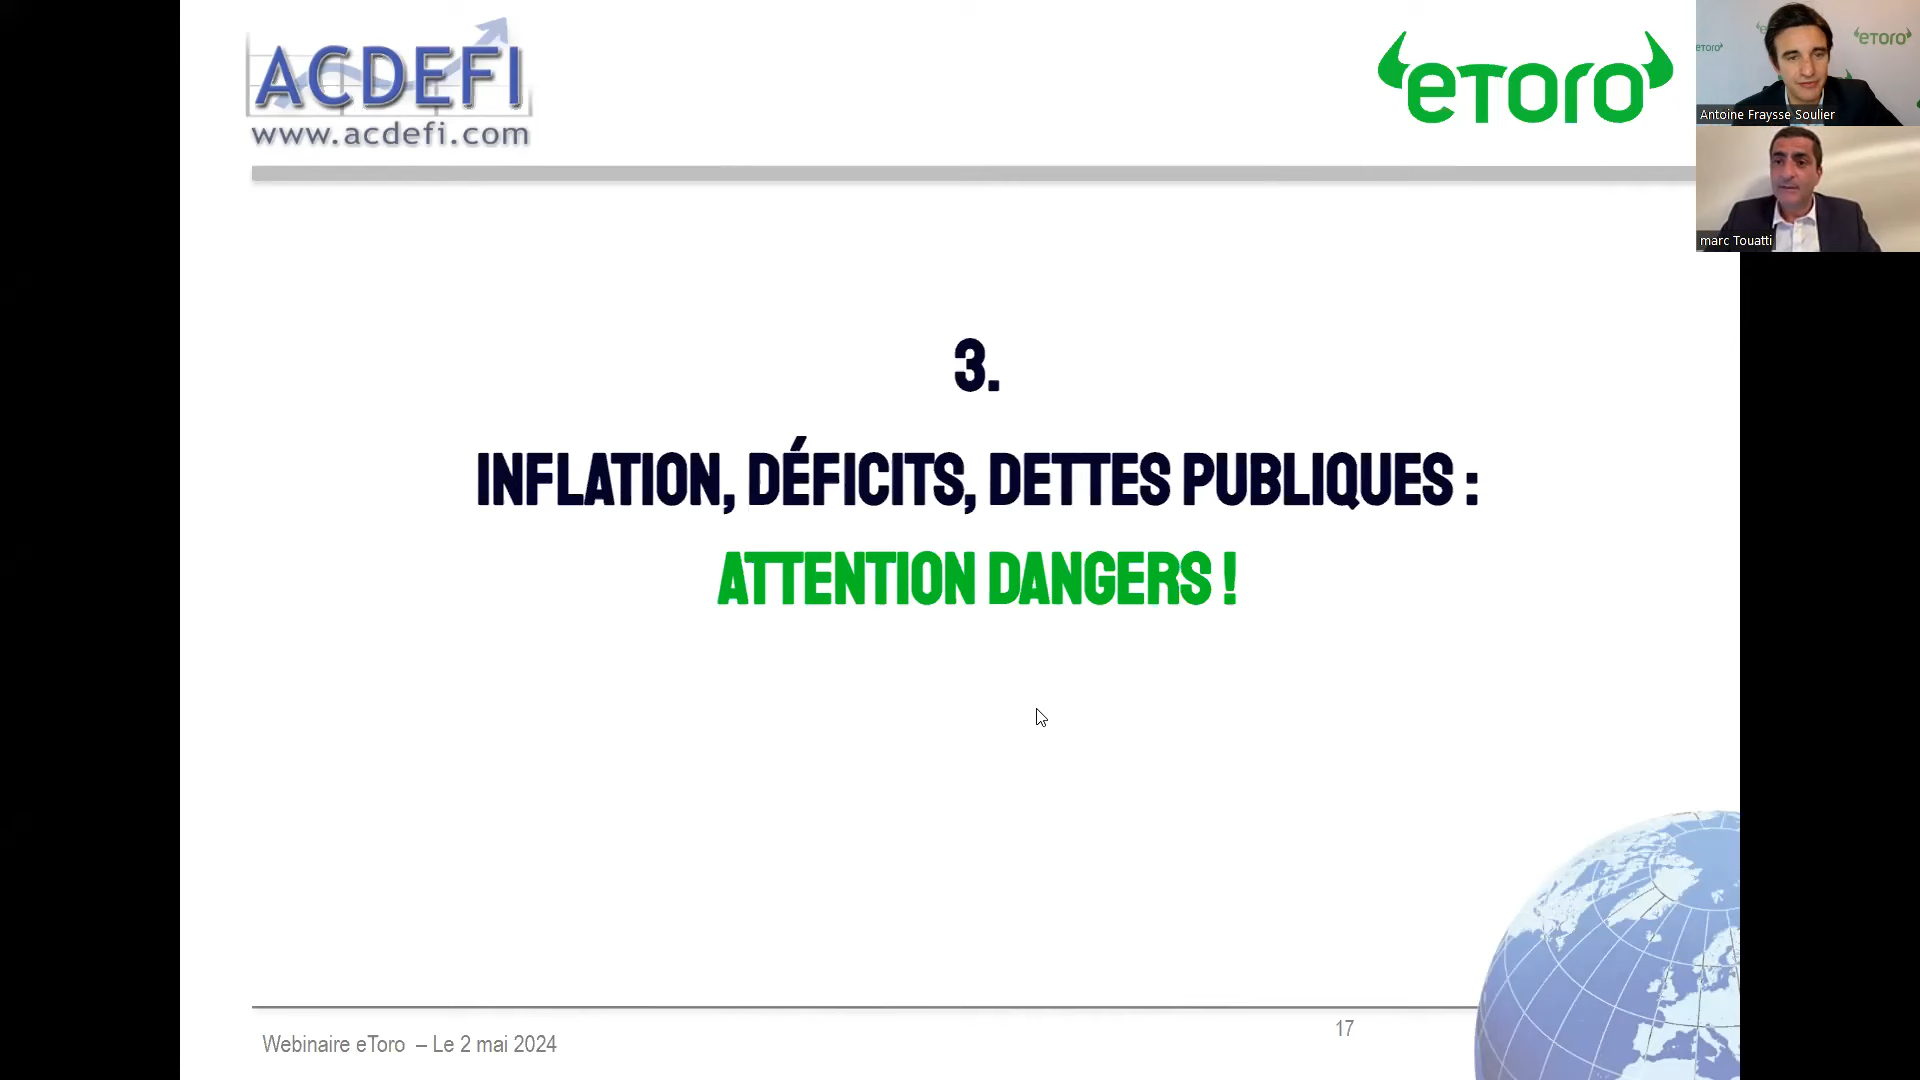 ACDEFI
www.acdefi.com
eToro
eToro
eToro
Antoine Fraysse Soulier
marc Touatti
3.
INFLATION, DÉFICITS, DETTES PUBLIQUES :
ATTENTION DANGERS !
Webinaire eToro – Le 2 mai 2024
17